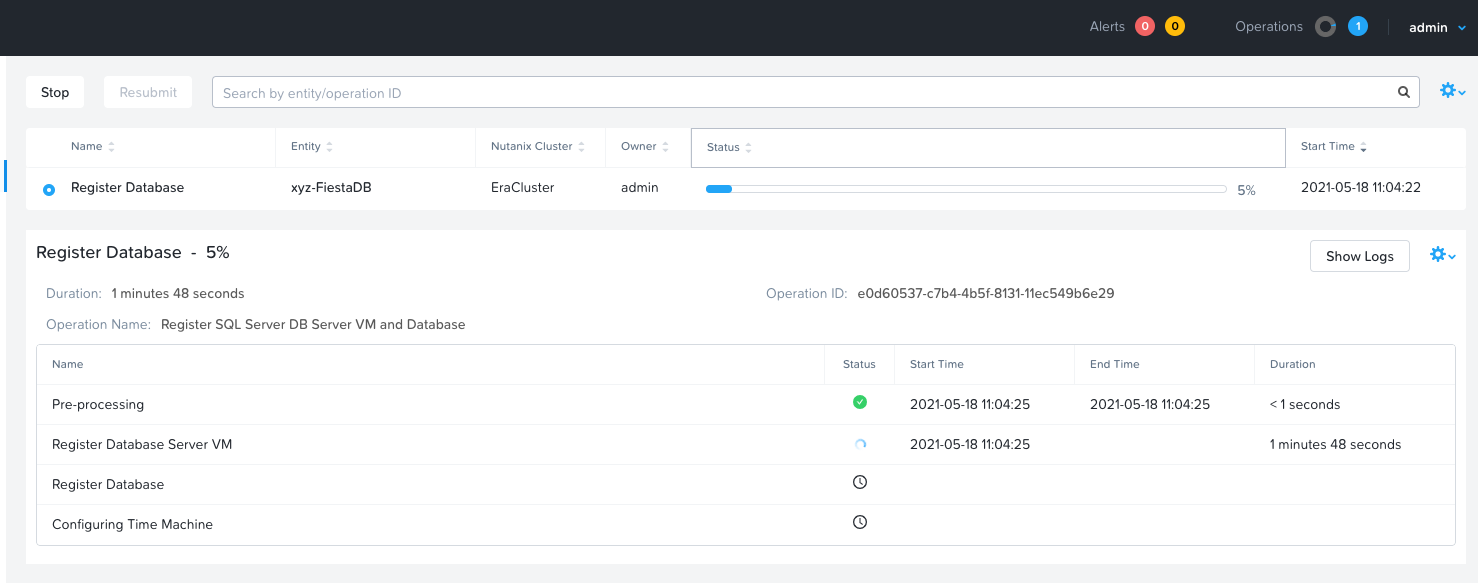 Alerts 0 0 Operations 1 admin
Stop Resubmit Search by entity/operation ID
Name Entity Nutanix Cluster Owner Status Start Time
Register Database xyz-FiestaDB EraCluster admin 5% 2021-05-18 11:04:22
Register Database - 5% Show Logs
Duration: 1 minutes 48 seconds Operation ID: e0d60537-c7b4-4b5f-8131-11ec549b6e29
Operation Name: Register SQL Server DB Server VM and Database
Name Status Start Time End Time Duration
Pre-processing 2021-05-18 11:04:25 2021-05-18 11:04:25 < 1 seconds
Register Database Server VM 2021-05-18 11:04:25 1 minutes 48 seconds
Register Database
Configuring Time Machine